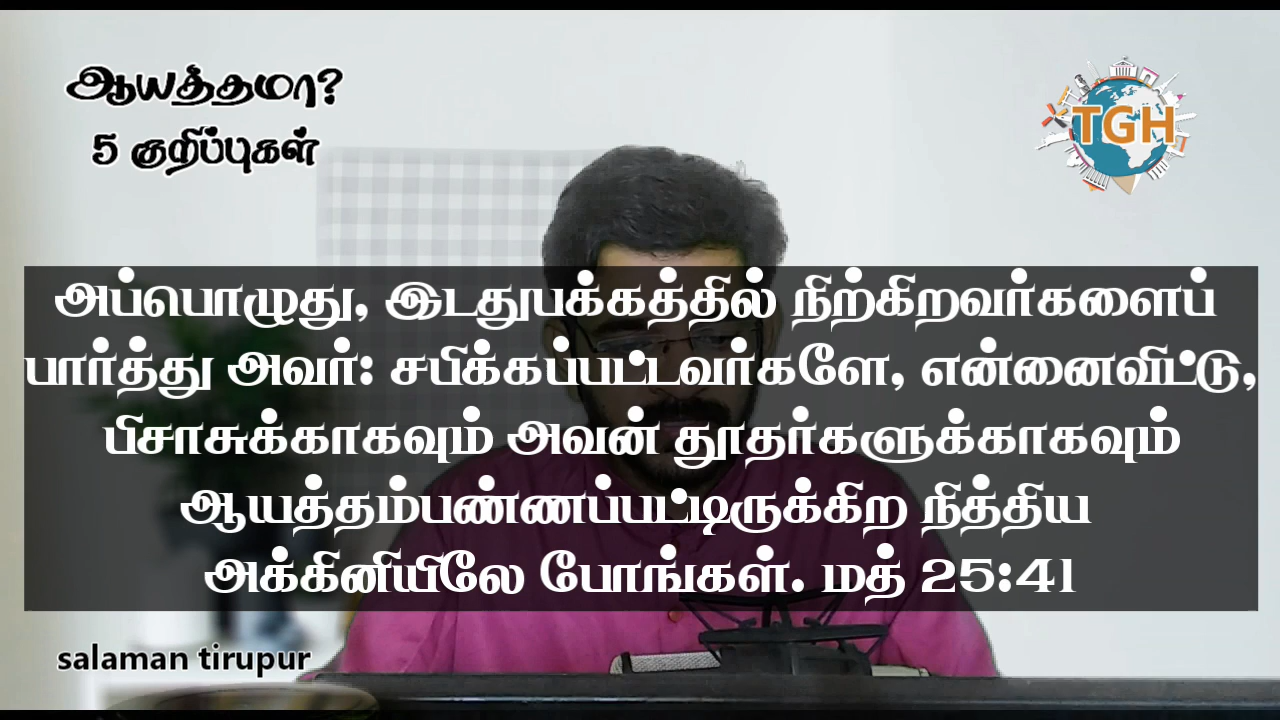 ஆயத்தமா?
5 குறிப்புகள்
TGH
அப்பொழுது, இடதுபக்கத்தில் நிற்கிறவர்களைப்
பார்த்து அவர்: சபிக்கப்பட்டவர்களே, என்னைவிட்டு,
பிசாசுக்காகவும் அவன் தூதர்களுக்காகவும்
ஆயத்தம்பண்ணப்பட்டிருக்கிற நித்திய
அக்கினியிலே போங்கள். மத் 25:41
salaman tirupur